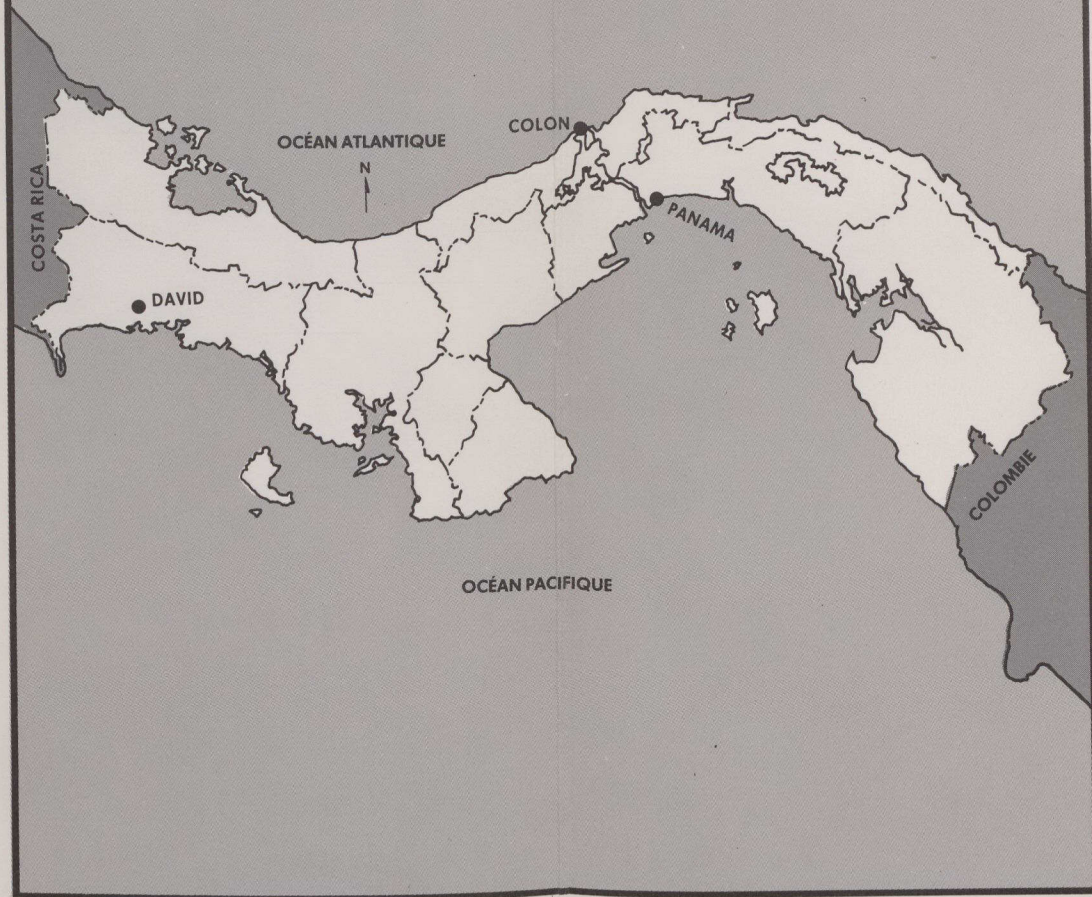 COLON
OCÉAN ATLANTIQUE
N
COSTA RICA
PANAMA
DAVID
COLOMBIE
OCÉAN PACIFIQUE